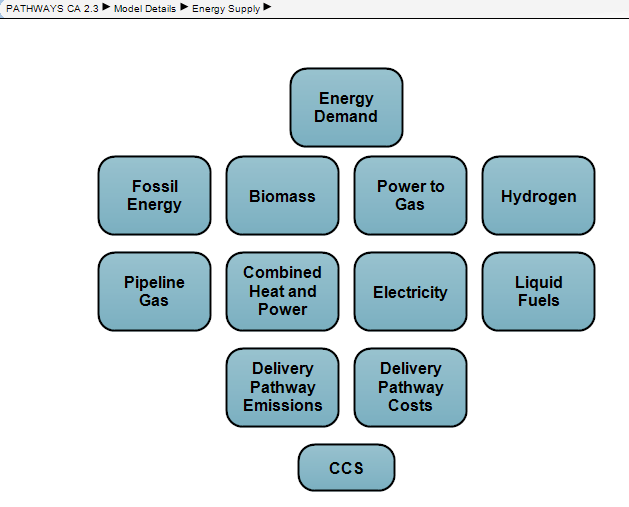 PATHWAYS CA 2.3 ▶ Model Details ▶ Energy Supply ▶
Energy
Demand
Fossil
Energy
Biomass
Power to
Gas
Hydrogen
Pipeline
Gas
Combined
Heat and
Power
Electricity
Liquid
Fuels
Delivery
Pathway
Emissions
Delivery
Pathway
Costs
CCS